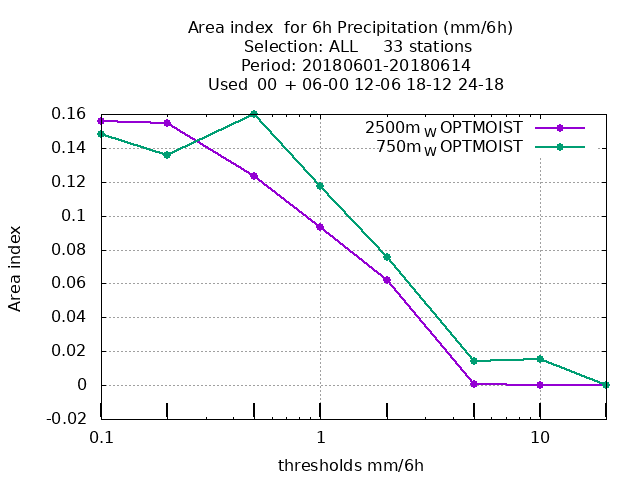 Area index  for 6h Precipitation (mm/6h)
Selection: ALL     33 stations
Period: 20180601-20180614
Used  00 + 06-00 12-06 18-12 24-18
2500m W OPTMOIST
750m W OPTMOIST
0.16
0.14
0.12
0.1
0.08
0.06
0.04
0.02
0
-0.02
Area index
0.1 1 10
thresholds mm/6h